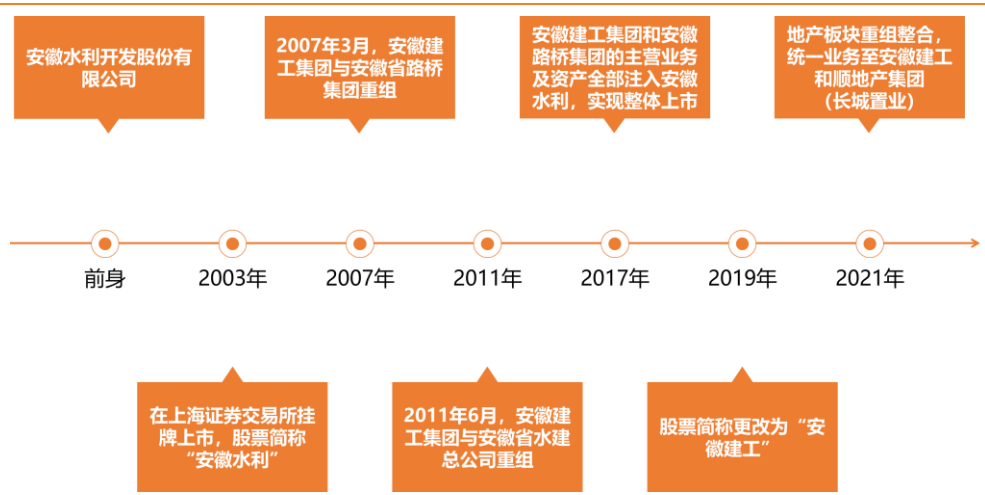 安徽水利开发股份有
限公司
2007年3月，安徽建
工集团与安徽省路桥
集团重组
安徽建工集团和安徽
路桥集团的主营业务
及资产全部注入安徽
水利，实现整体上市
地产板块重组整合，
统一业务至安徽建工
和顺地产集团
（长城置业）
前身
2003年
2007年
2011年
2017年
2019年
2021年
在上海证券交易所挂
牌上市，股票简称
“安徽水利”
2011年6月，安徽建
工集团与安徽省水建
总公司重组
股票简称更改为“安
徽建工”